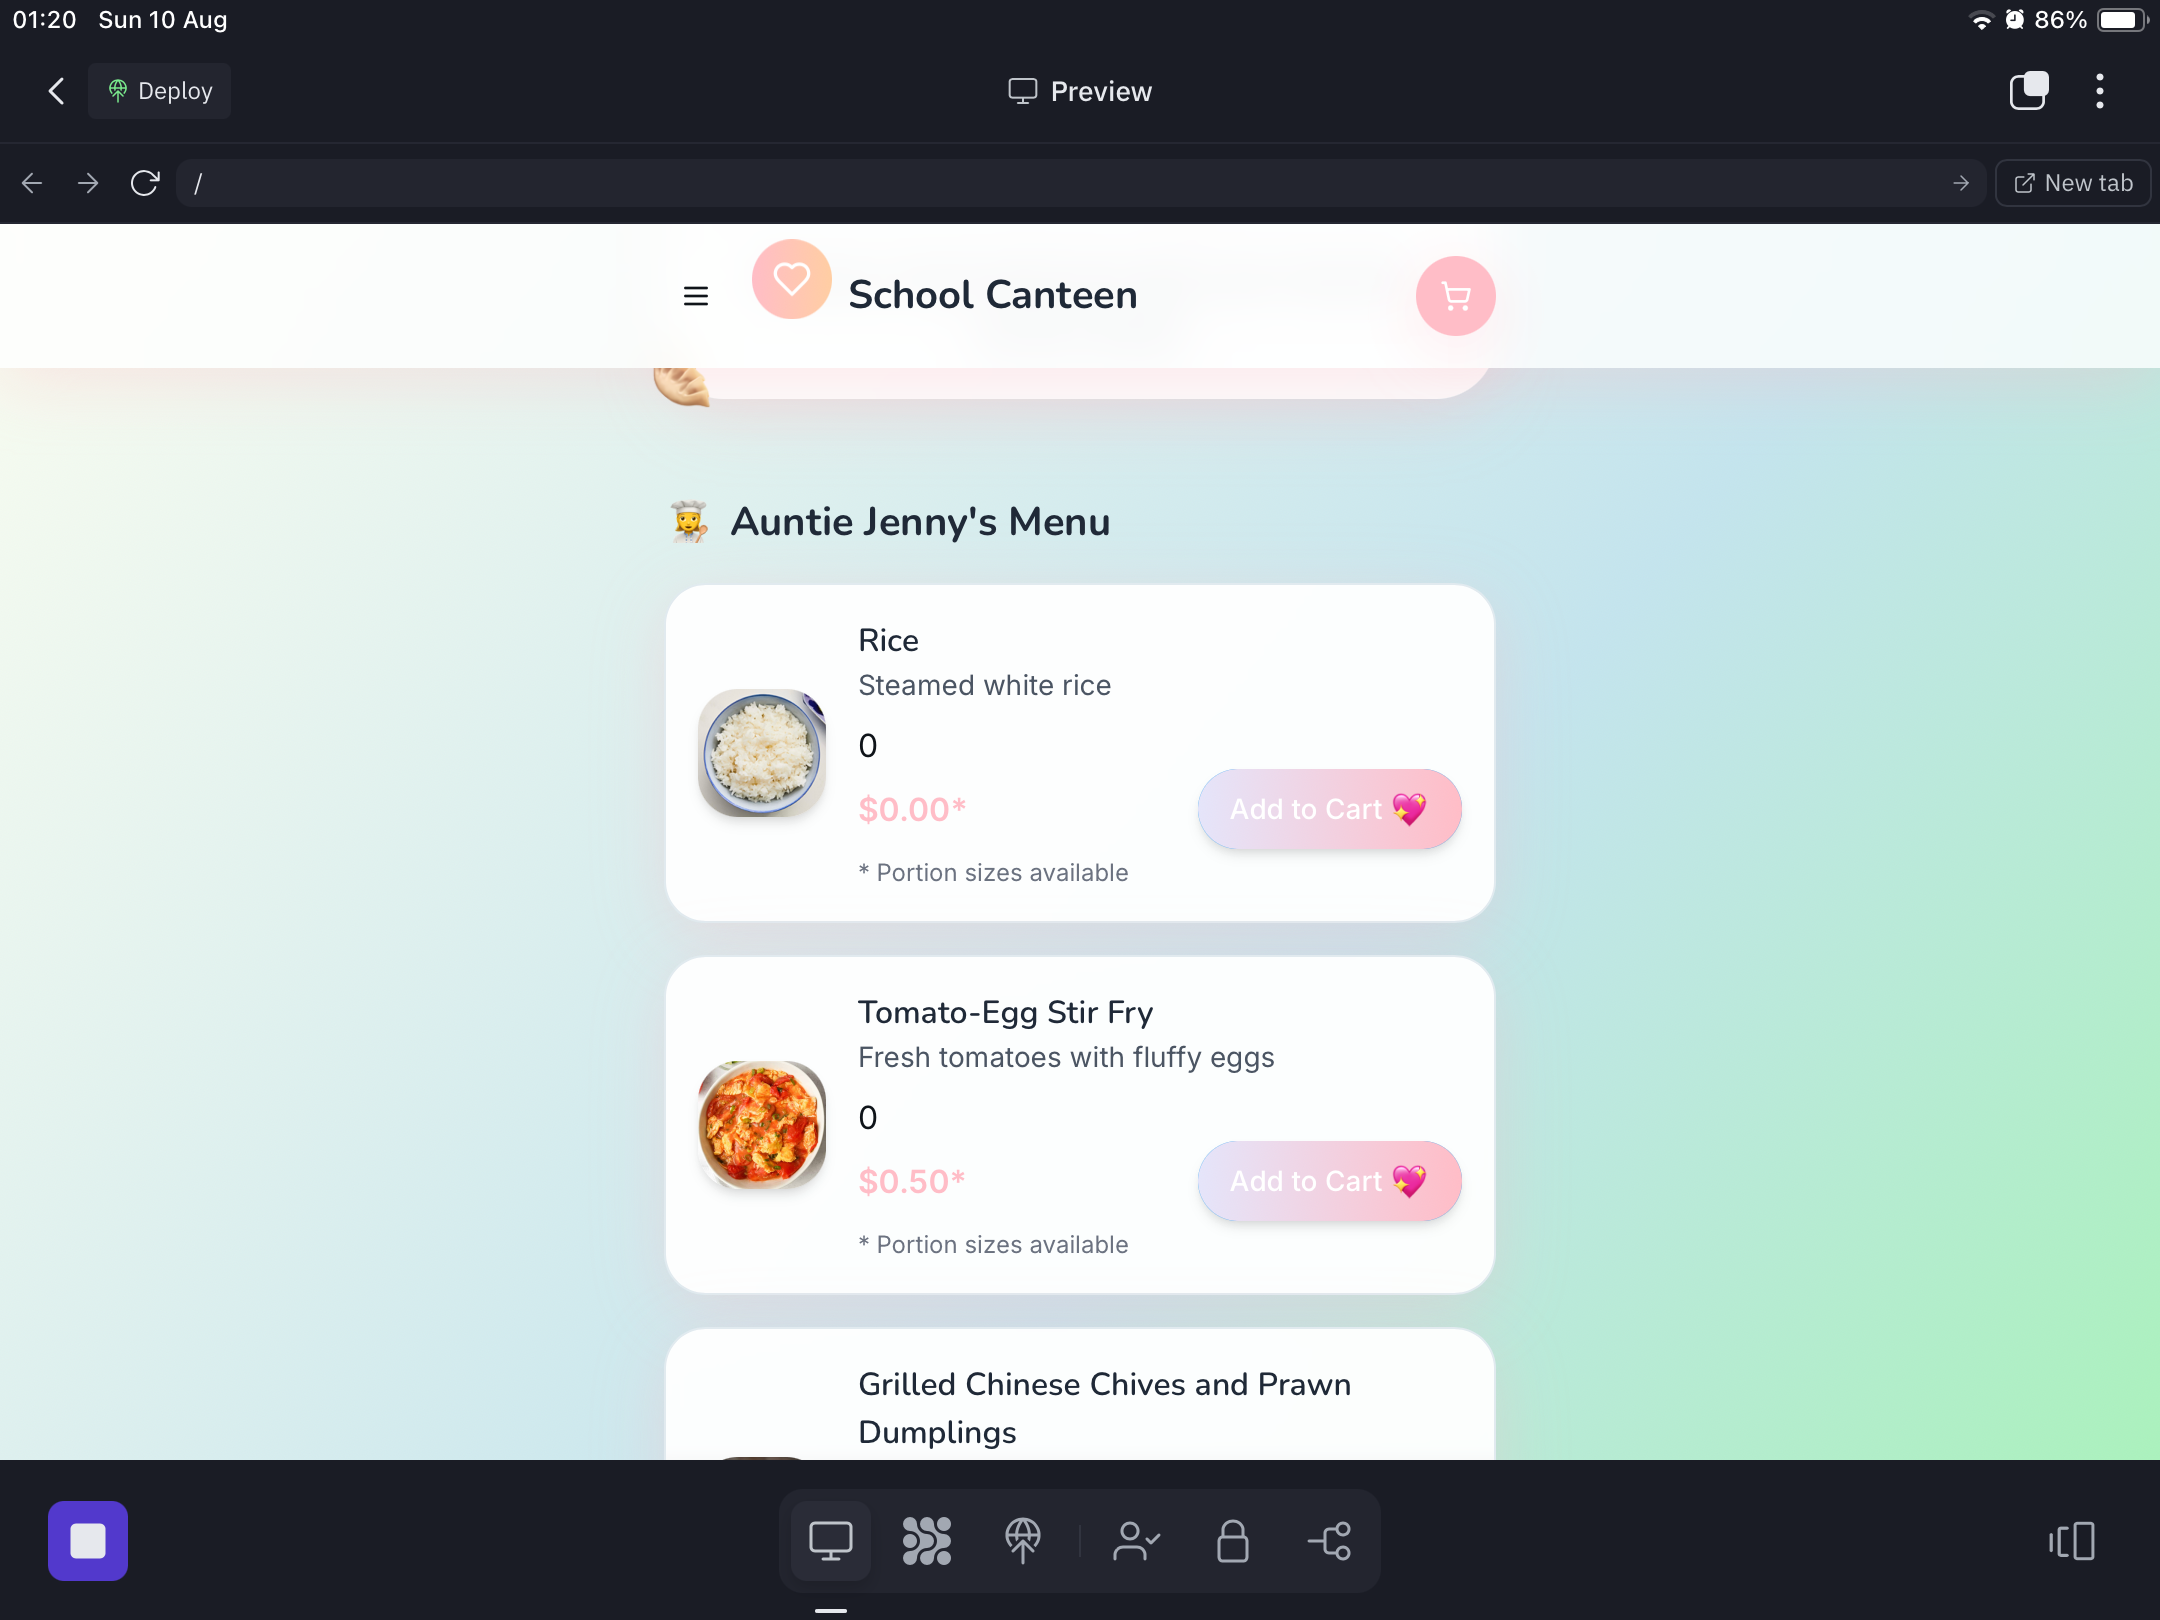 01:20 Sun 10 Aug 86%
Deploy
Preview
/
New tab
School Canteen
Auntie Jenny's Menu
Rice
Steamed white rice
0
$0.00*
Add to Cart 💖
* Portion sizes available
Tomato-Egg Stir Fry
Fresh tomatoes with fluffy eggs
0
$0.50*
Add to Cart 💖
* Portion sizes available
Grilled Chinese Chives and Prawn
Dumplings